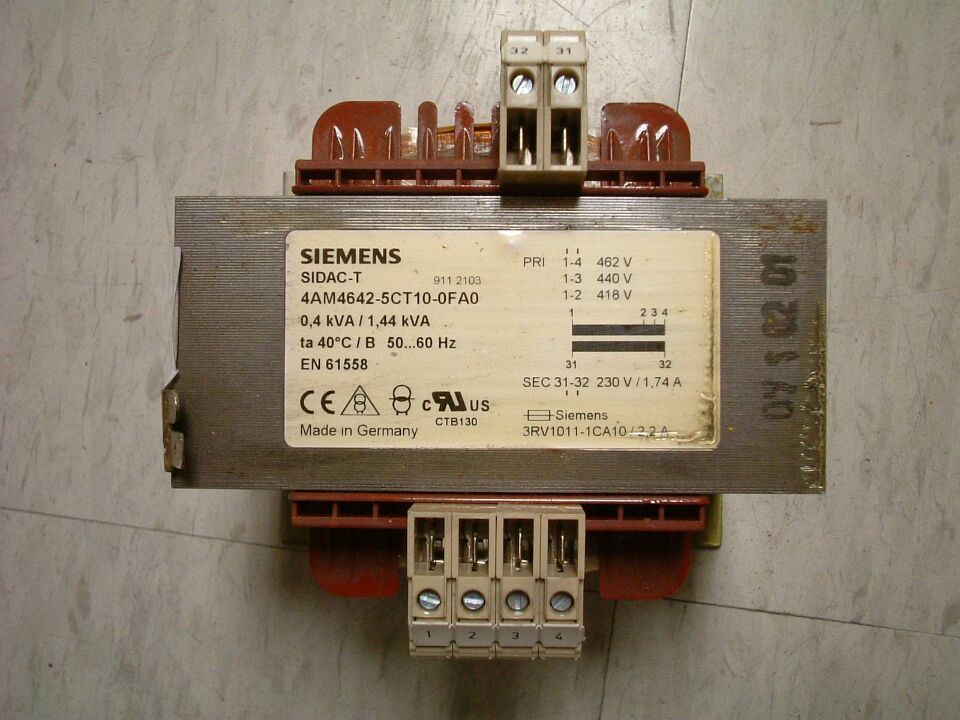 32 31
SIEMENS
SIDAC-T 911 2103
4AM4642-5CT10-0FA0
0,4 kVA / 1,44 kVA
ta 40°C / B 50...60 Hz
EN 61558
CE c RU US
CTB130
Made in Germany
PRI 1-4 462 V
1-3 440 V
1-2 418 V
1 2 3 4
31 32
SEC 31-32 230 V / 1,74 A
Siemens
3RV1011-1CA10 / 2,2 A
1 2 3 4